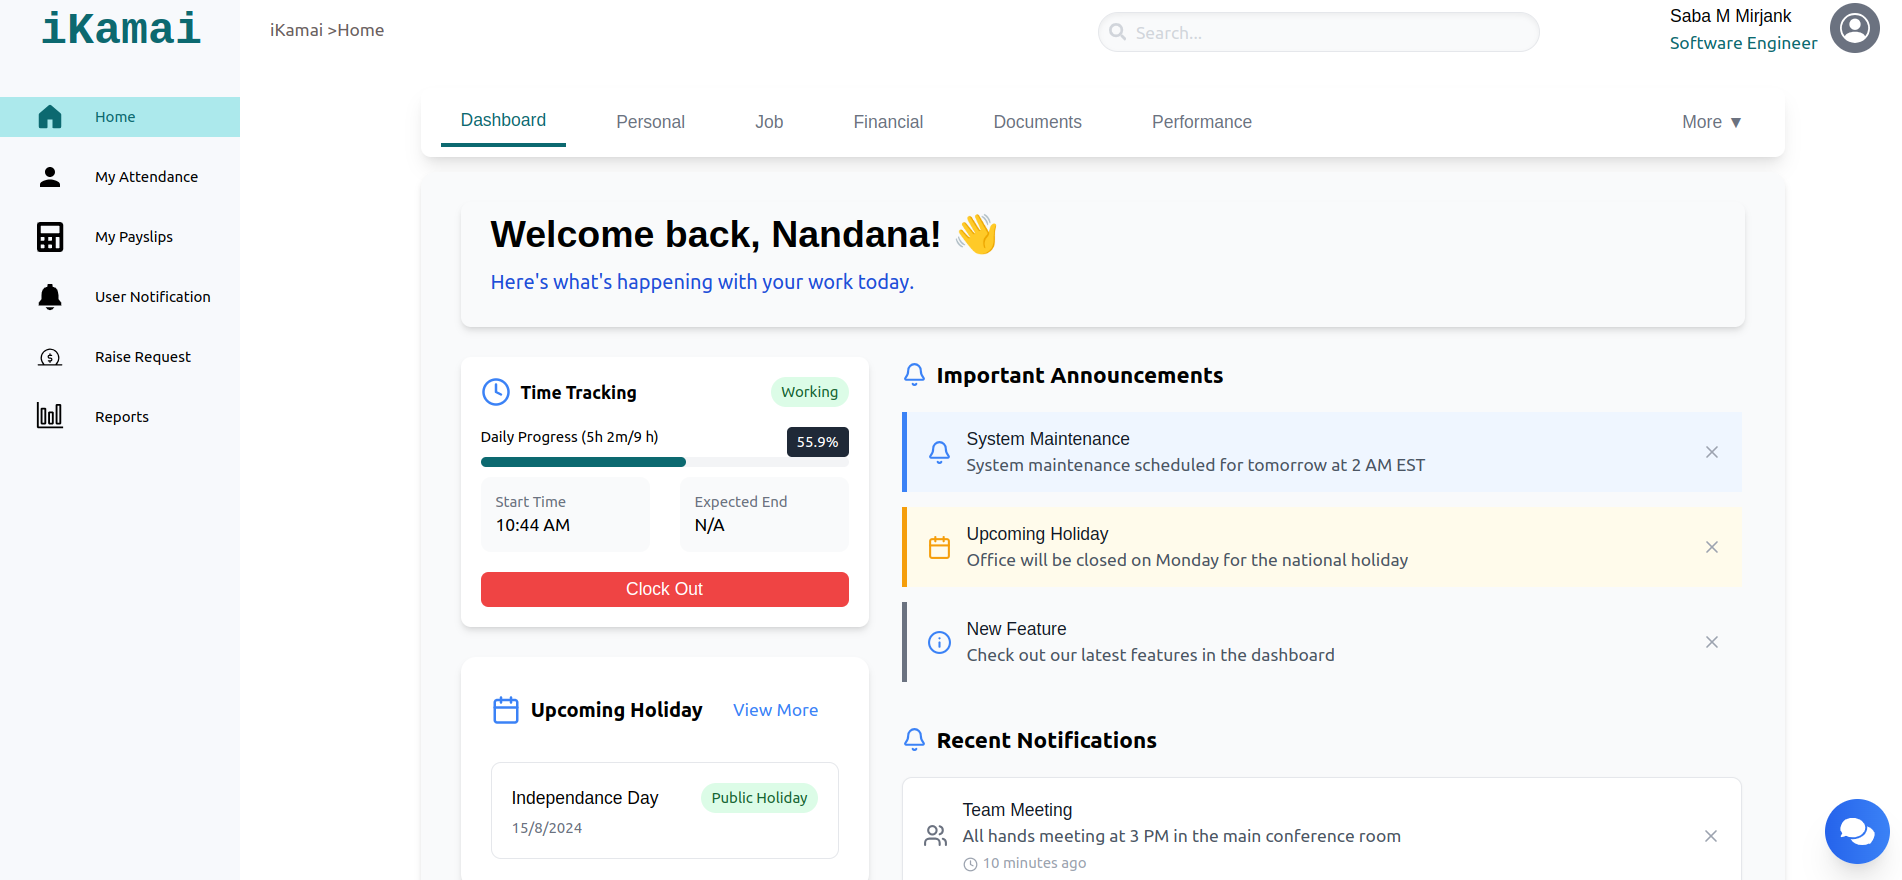 iKamai
iKamai >Home
Search...
Saba M Mirjank
Software Engineer
Home
My Attendance
My Payslips
User Notification
Raise Request
Reports
Dashboard
Personal
Job
Financial
Documents
Performance
More ▼
Welcome back, Nandana! 👋
Here's what's happening with your work today.
Time Tracking
Working
Daily Progress (5h 2m/9 h)
55.9%
Start Time
10:44 AM
Expected End
N/A
Clock Out
Upcoming Holiday
View More
Independance Day
Public Holiday
15/8/2024
Important Announcements
System Maintenance
System maintenance scheduled for tomorrow at 2 AM EST
Upcoming Holiday
Office will be closed on Monday for the national holiday
New Feature
Check out our latest features in the dashboard
Recent Notifications
Team Meeting
All hands meeting at 3 PM in the main conference room
10 minutes ago